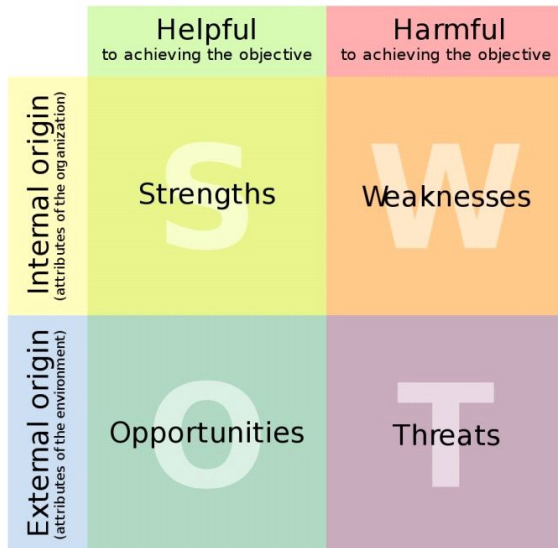 Helpful
to achieving the objective
Harmful
to achieving the objective
Internal origin
(attributes of the organization)
S
Strengths
W
Weaknesses
External origin
(attributes of the environment)
O
Opportunities
T
Threats